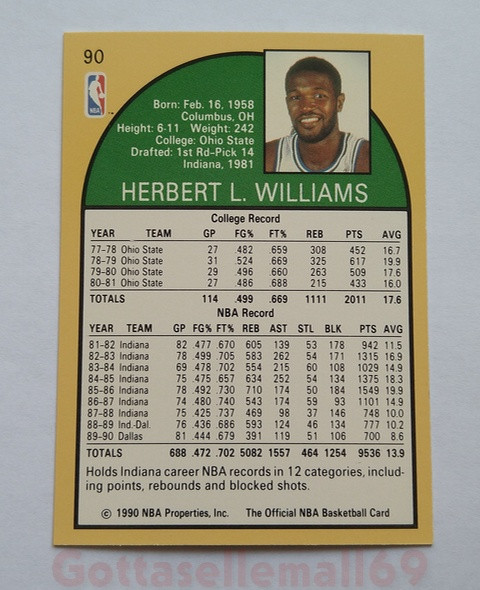 90
NBA
Born: Feb. 16, 1958
Columbus, OH
Height: 6-11 Weight: 242
College: Ohio State
Drafted: 1st Rd-Pick 14
Indiana, 1981
HERBERT L. WILLIAMS
College Record
YEAR TEAM GP FG% FT% REB PTS AVG
77-78 Ohio State 27 .482 .659 308 452 16.7
78-79 Ohio State 31 .524 .669 325 617 19.9
79-80 Ohio State 29 .496 .660 263 509 17.6
80-81 Ohio State 27 .486 .688 215 433 16.0
TOTALS 114 .499 .669 1111 2011 17.6
NBA Record
YEAR TEAM GP FG% FT% REB AST STL BLK PTS AVG
81-82 Indiana 82 .477 .670 605 139 53 178 942 11.5
82-83 Indiana 78 .499 .705 583 262 54 171 1315 16.9
83-84 Indiana 69 .478 .702 554 215 60 108 1029 14.9
84-85 Indiana 75 .475 .657 634 252 54 134 1375 18.3
85-86 Indiana 78 .492 .730 710 174 50 184 1549 19.9
86-87 Indiana 74 .480 .740 543 174 59 93 1101 14.9
87-88 Indiana 75 .425 .737 469 98 37 146 748 10.0
88-89 Ind.-Dal. 76 .436 .686 593 124 46 134 777 10.2
89-90 Dallas 81 .444 .679 391 119 51 106 700 8.6
TOTALS 688 .472 .702 5082 1557 464 1254 9536 13.9
Holds Indiana career NBA records in 12 categories, includ-
ing points, rebounds and blocked shots.
© 1990 NBA Properties, Inc. The Official NBA Basketball Card
Gottasellemall69